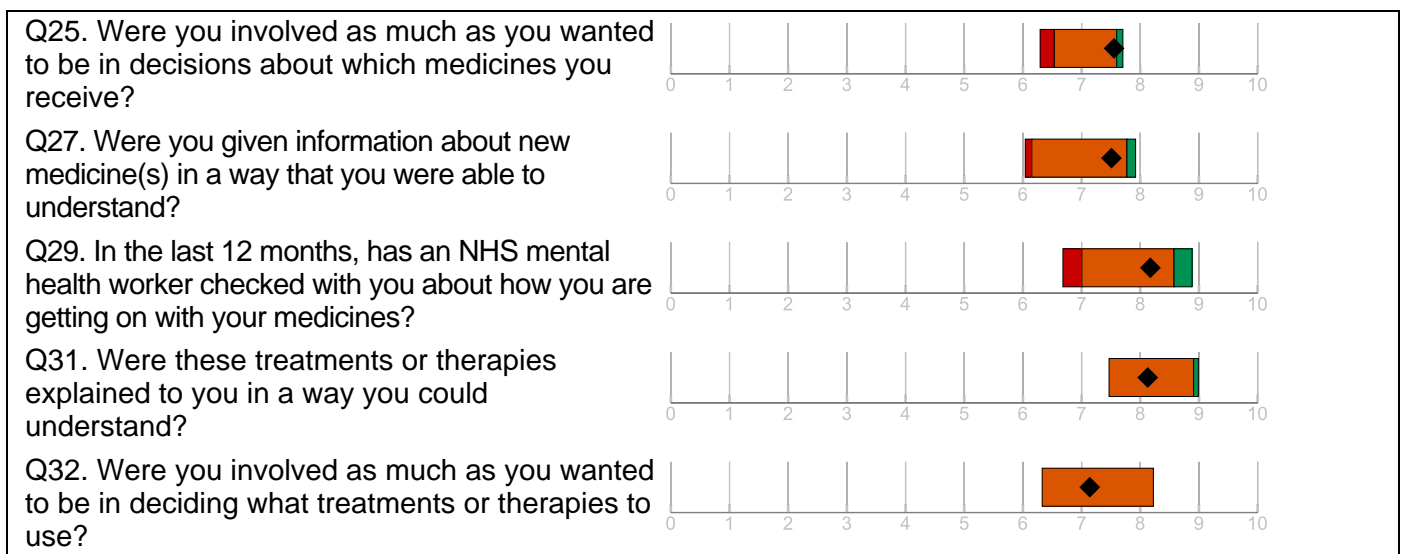 Q25. Were you involved as much as you wanted
to be in decisions about which medicines you
receive?
0 1 2 3 4 5 6 7 8 9 10
Q27. Were you given information about new
medicine(s) in a way that you were able to
understand?
0 1 2 3 4 5 6 7 8 9 10
Q29. In the last 12 months, has an NHS mental
health worker checked with you about how you are
getting on with your medicines?
0 1 2 3 4 5 6 7 8 9 10
Q31. Were these treatments or therapies
explained to you in a way you could
understand?
0 1 2 3 4 5 6 7 8 9 10
Q32. Were you involved as much as you wanted
to be in deciding what treatments or therapies to
use?
0 1 2 3 4 5 6 7 8 9 10